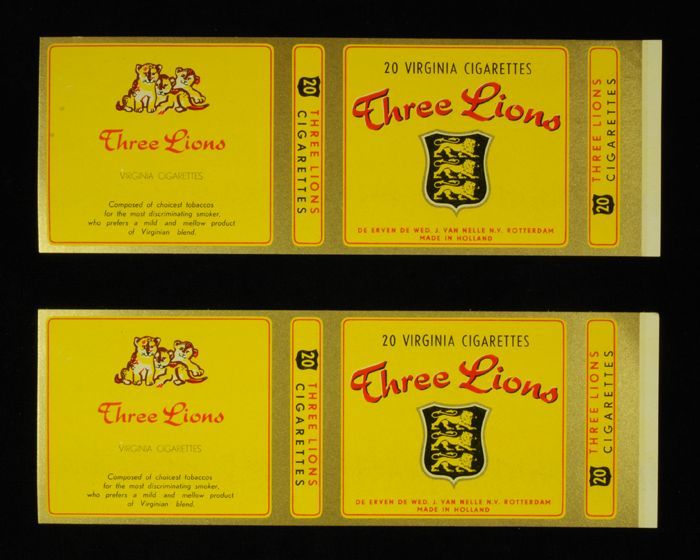 Three Lions
VIRGINIA CIGARETTES
Composed of choicest tobaccos
for the most discriminating smoker,
who prefers a mild and mellow product
of Virginian blend.
20 THREE LIONS
CIGARETTES
20 VIRGINIA CIGARETTES
Three Lions
DE ERVEN DE WED. J. VAN NELLE N.V. ROTTERDAM
MADE IN HOLLAND
20 THREE LIONS
CIGARETTES
Three Lions
VIRGINIA CIGARETTES
Composed of choicest tobaccos
for the most discriminating smoker,
who prefers a mild and mellow product
of Virginian blend.
20 THREE LIONS
CIGARETTES
20 VIRGINIA CIGARETTES
Three Lions
DE ERVEN DE WED. J. VAN NELLE N.V. ROTTERDAM
MADE IN HOLLAND
20 THREE LIONS
CIGARETTES